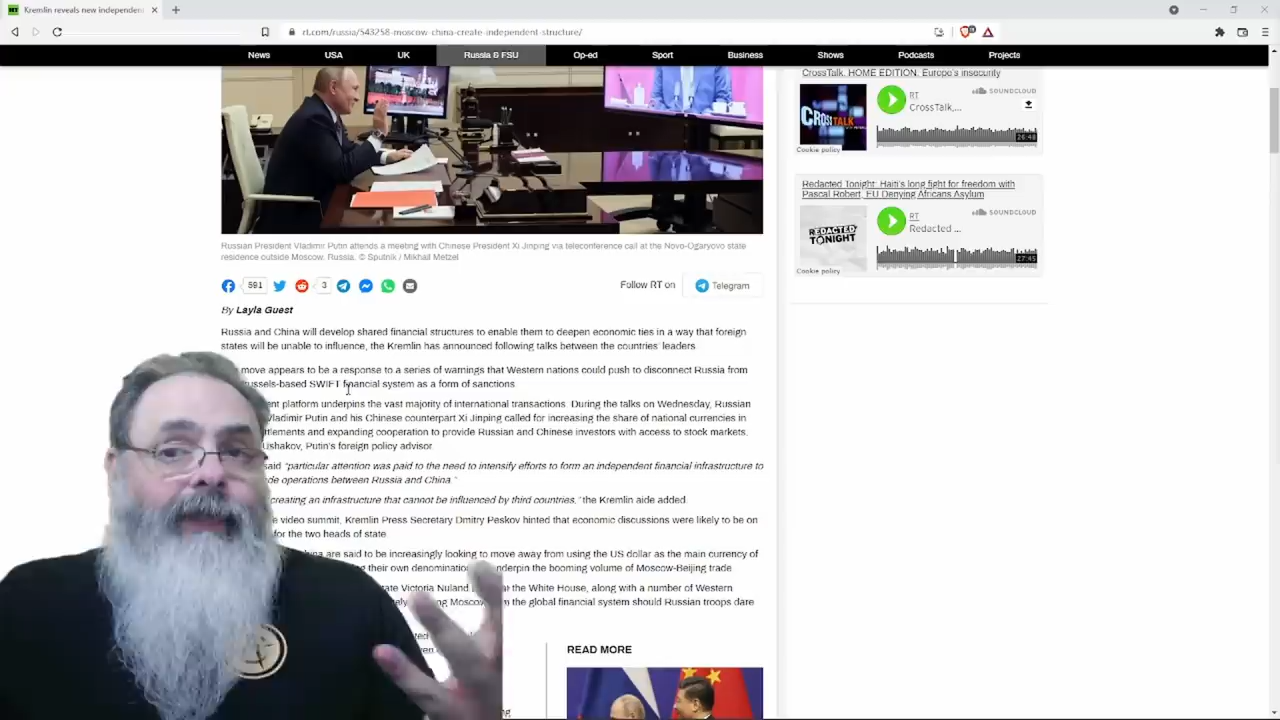 Kremlin reveals new independent
rt.com/russia/543258-moscow-china-create-independent-structure/
News USA UK Russia & FSU Op-ed Sport Business Shows Podcasts Projects
CrossTalk, HOME EDITION: Europe's insecurity
RT
CrossTalk,...
SOUNDCLOUD
CROSSTALK
26:48
Cookie policy
Redacted Tonight: Haiti's long fight for freedom with
Pascal Robert, EU Denying Africans Asylum
RT
Redacted ...
SOUNDCLOUD
REDACTED
TONIGHT
27:45
Cookie policy
Russian President Vladimir Putin attends a meeting with Chinese President Xi Jinping via teleconference call at the Novo-Ogaryovo state
residence outside Moscow, Russia. © Sputnik / Mikhail Metzel
591
3
Follow RT on Telegram
By Layla Guest
Russia and China will develop shared financial structures to enable them to deepen economic ties in a way that foreign
states will be unable to influence, the Kremlin has announced following talks between the countries' leaders.
move appears to be a response to a series of warnings that Western nations could push to disconnect Russia from
SWIFT financial system as a form of sanctions.
platform underpins the vast majority of international transactions. During the talks on Wednesday, Russian
Vladimir Putin and his Chinese counterpart Xi Jinping called for increasing the share of national currencies in
and expanding cooperation to provide Russian and Chinese investors with access to stock markets,
Ushakov, Putin's foreign policy advisor.
said "particular attention was paid to the need to intensify efforts to form an independent financial infrastructure to
operations between Russia and China."
creating an infrastructure that cannot be influenced by third countries," the Kremlin aide added.
video summit, Kremlin Press Secretary Dmitry Peskov hinted that economic discussions were likely to be on
for the two heads of state.
are said to be increasingly looking to move away from using the US dollar as the main currency of
their own denomination underpin the booming volume of Moscow-Beijing trade.
Victoria Nuland the White House, along with a number of Western
Moscow the global financial system should Russian troops dare
READ MORE